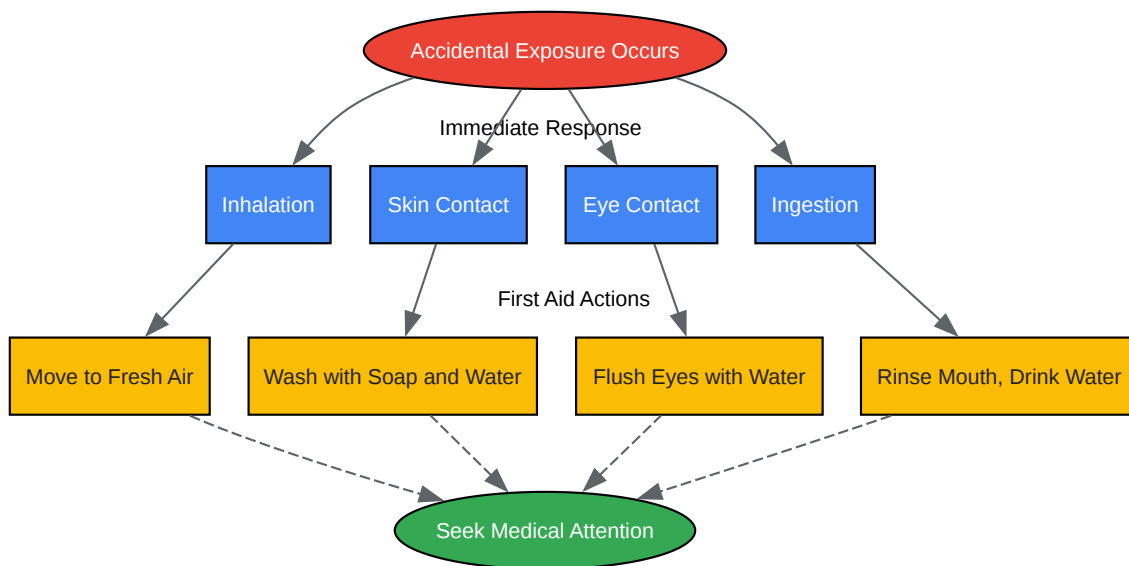 Accidental Exposure Occurs
Immediate Response
Inhalation
Skin Contact
Eye Contact
Ingestion
First Aid Actions
Move to Fresh Air
Wash with Soap and Water
Flush Eyes with Water
Rinse Mouth, Drink Water
Seek Medical Attention